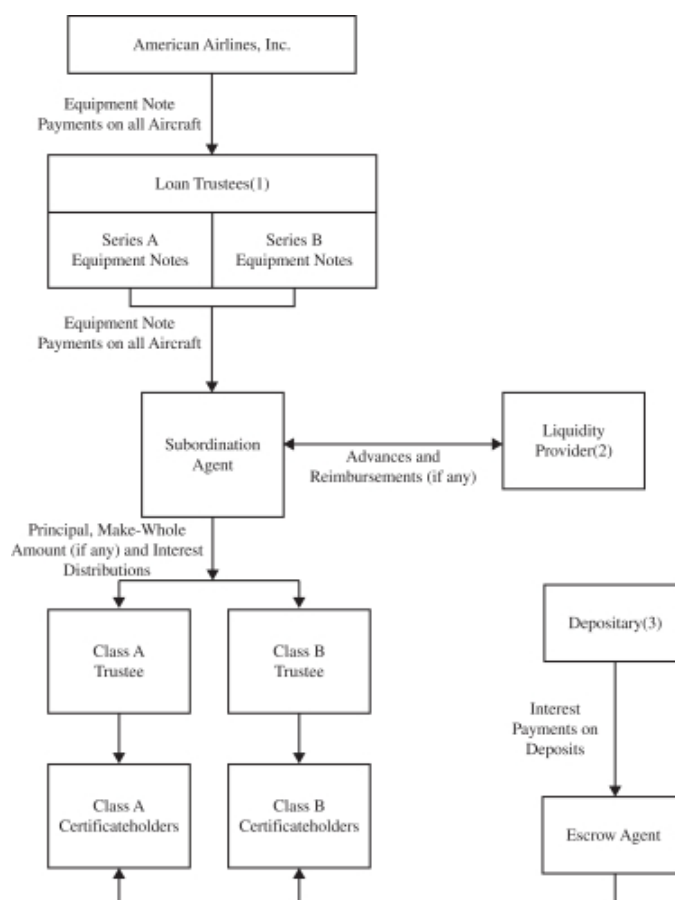 American Airlines, Inc.
Equipment Note
Payments on all Aircraft
Loan Trustees(1)
Series A
Equipment Notes
Series B
Equipment Notes
Equipment Note
Payments on all Aircraft
Subordination
Agent
Advances and
Reimbursements (if any)
Liquidity
Provider(2)
Principal, Make-Whole
Amount (if any) and Interest
Distributions
Class A
Trustee
Class B
Trustee
Depositary(3)
Interest
Payments on
Deposits
Class A
Certificateholders
Class B
Certificateholders
Escrow Agent